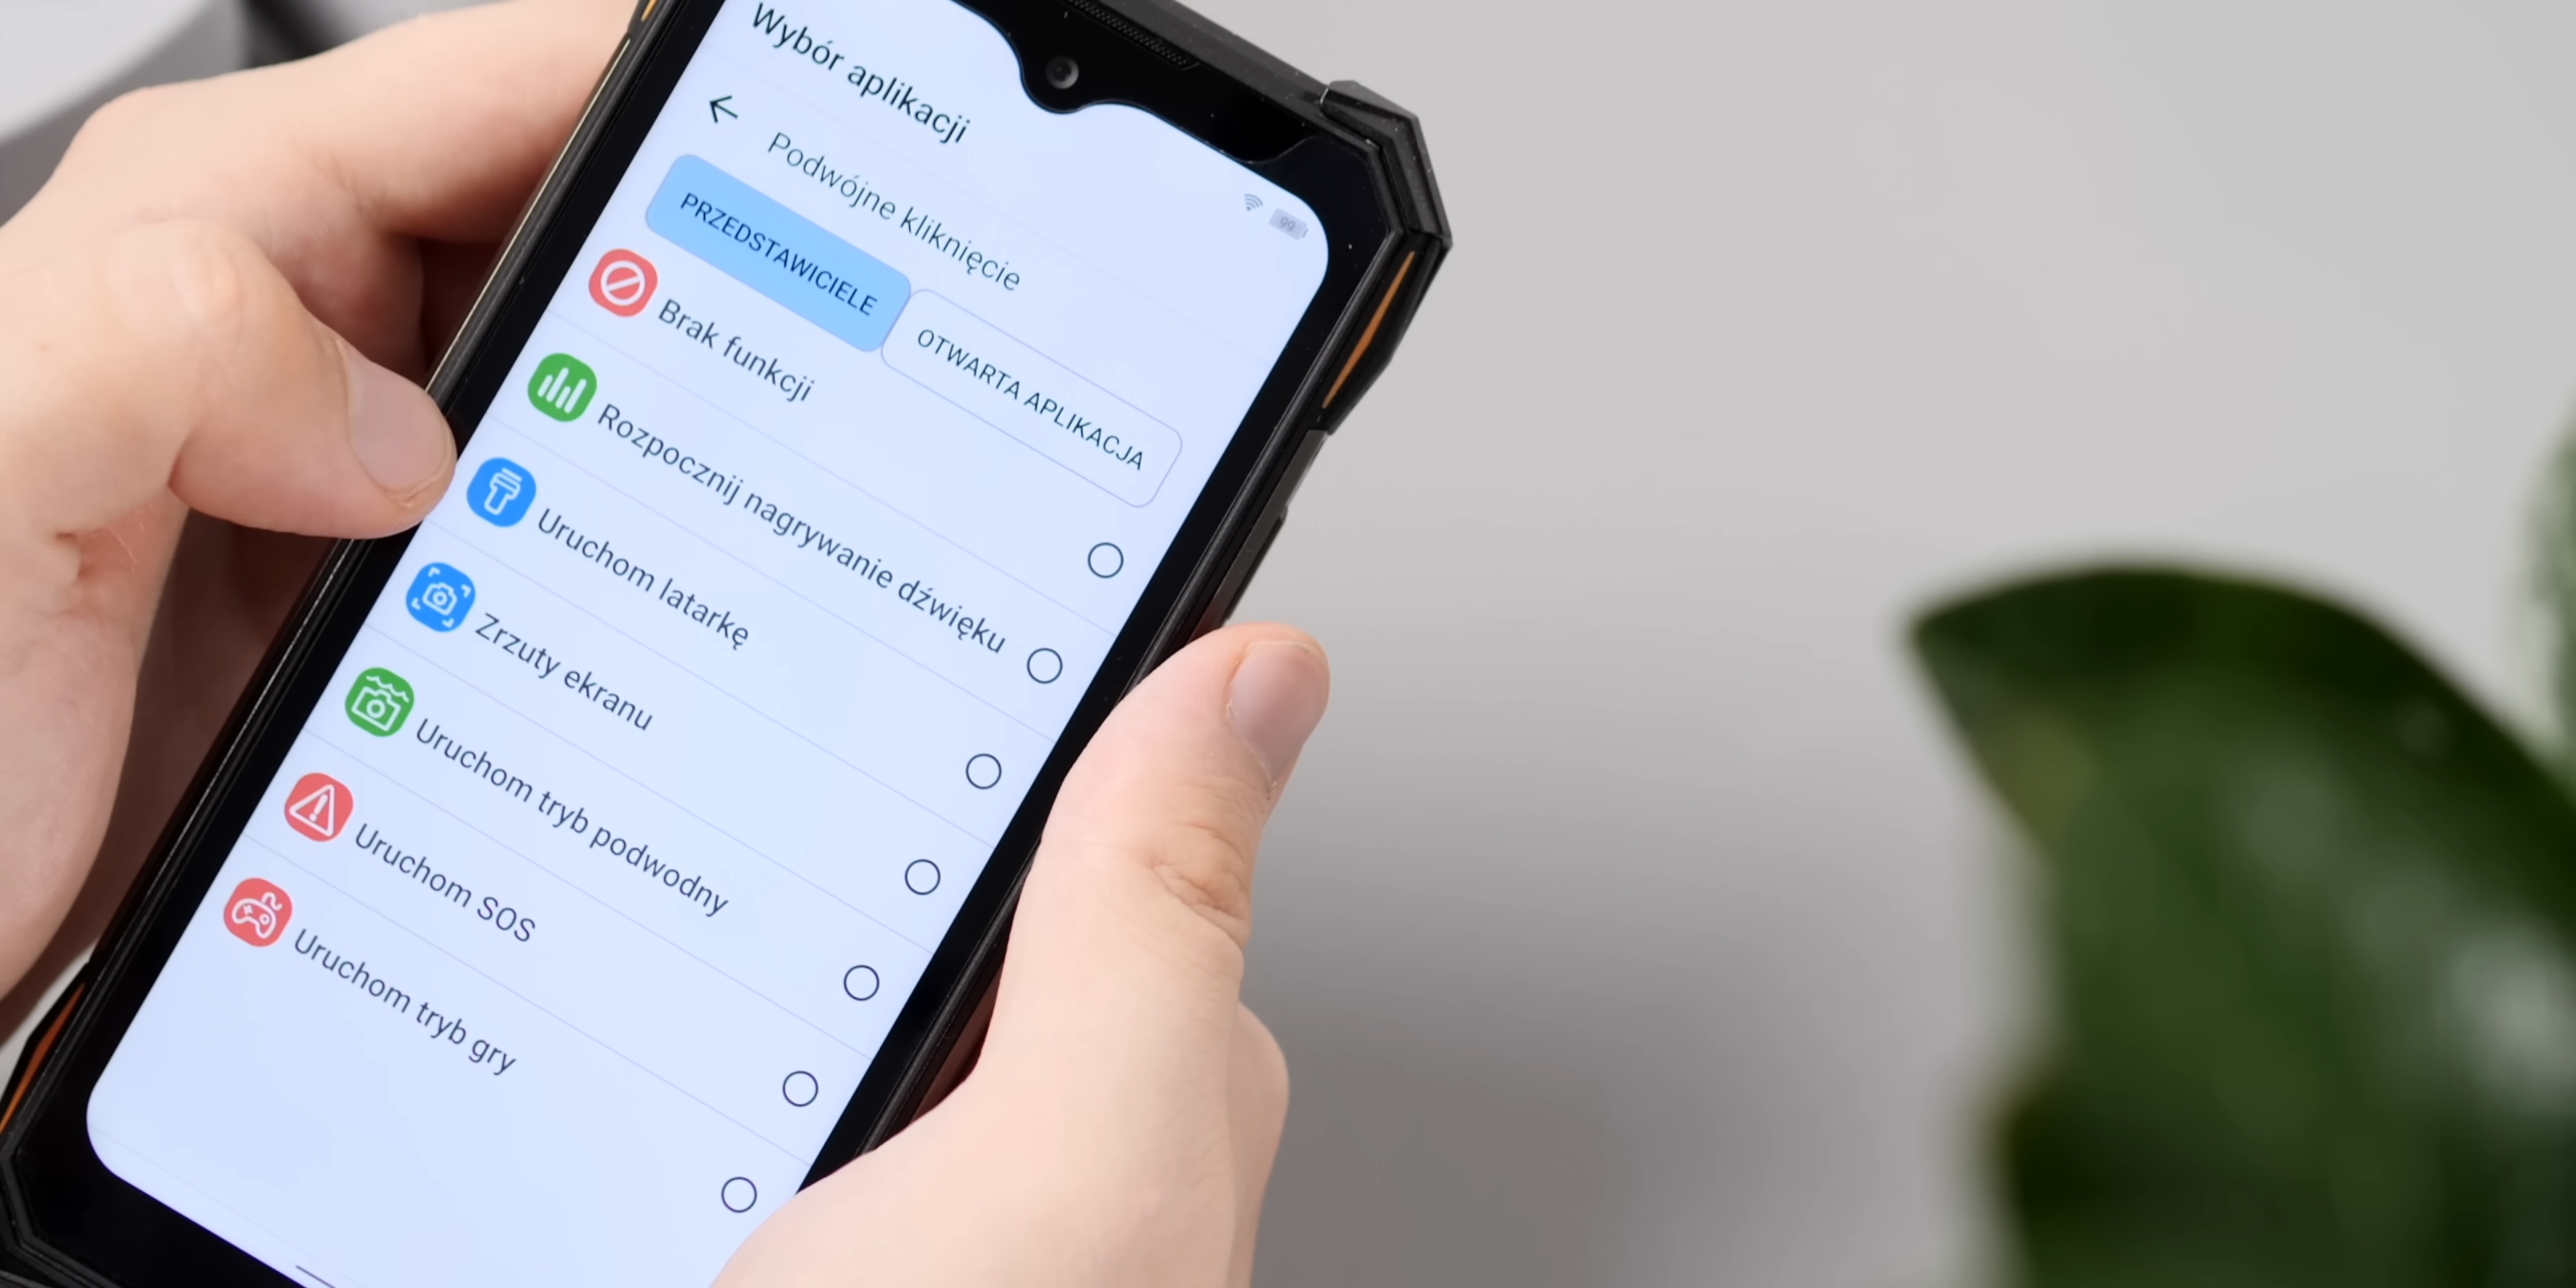 Wybór aplikacji
99
Podwójne kliknięcie
PRZEDSTAWICIELE
OTWARTA APLIKACJA
Brak funkcji
Rozpocznij nagrywanie dźwięku
Uruchom latarkę
Zrzuty ekranu
Uruchom tryb podwodny
Uruchom SOS
Uruchom tryb gry